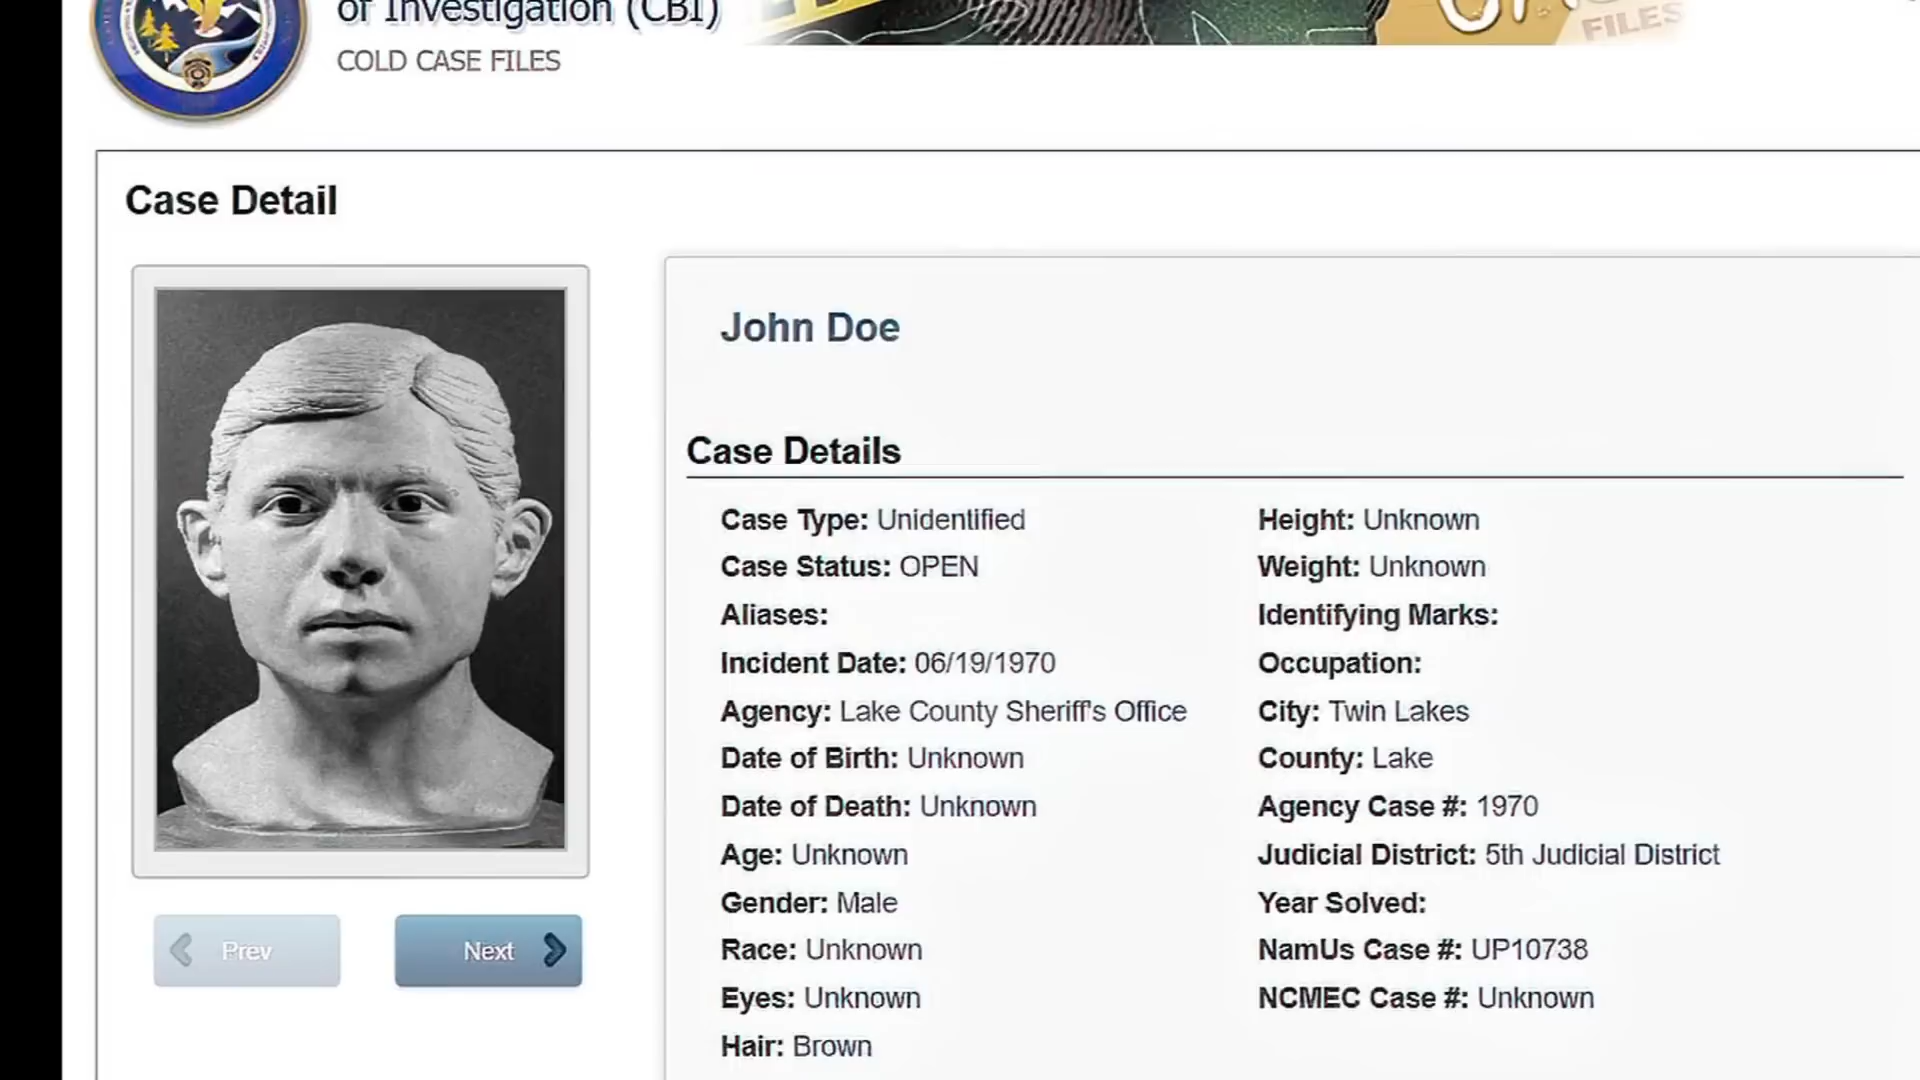 of Investigation (CBI)
COLD CASE FILES
FILES
Case Detail
John Doe
Case Details
Case Type: Unidentified
Case Status: OPEN
Aliases:
Incident Date: 06/19/1970
Agency: Lake County Sheriff's Office
Date of Birth: Unknown
Date of Death: Unknown
Age: Unknown
Gender: Male
Race: Unknown
Eyes: Unknown
Hair: Brown
Height: Unknown
Weight: Unknown
Identifying Marks:
Occupation:
City: Twin Lakes
County: Lake
Agency Case #: 1970
Judicial District: 5th Judicial District
Year Solved:
NamUs Case #: UP10738
NCMEC Case #: Unknown
Prev
Next